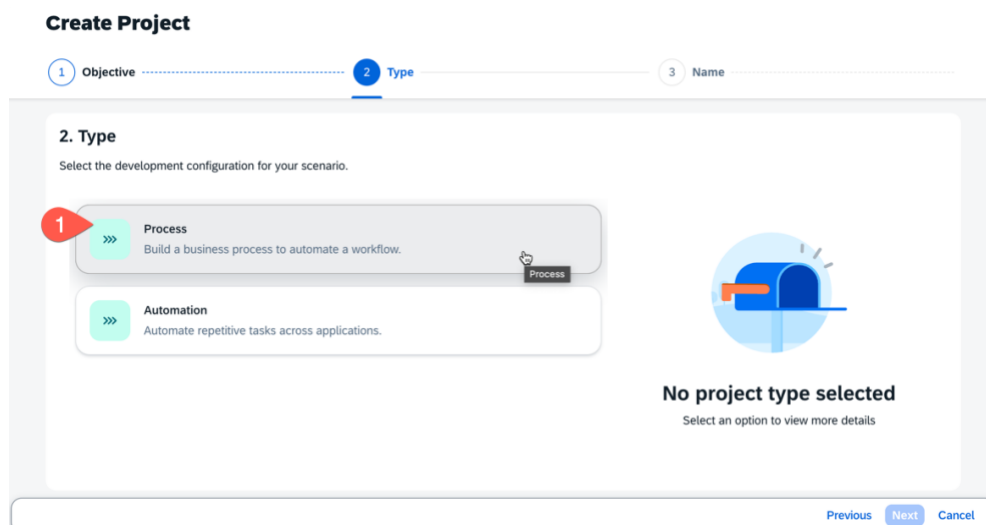 Create Project
1 Objective 2 Type 3 Name
2. Type
Select the development configuration for your scenario.
1
Process
Build a business process to automate a workflow.
Process
Automation
Automate repetitive tasks across applications.
No project type selected
Select an option to view more details
Previous Next Cancel